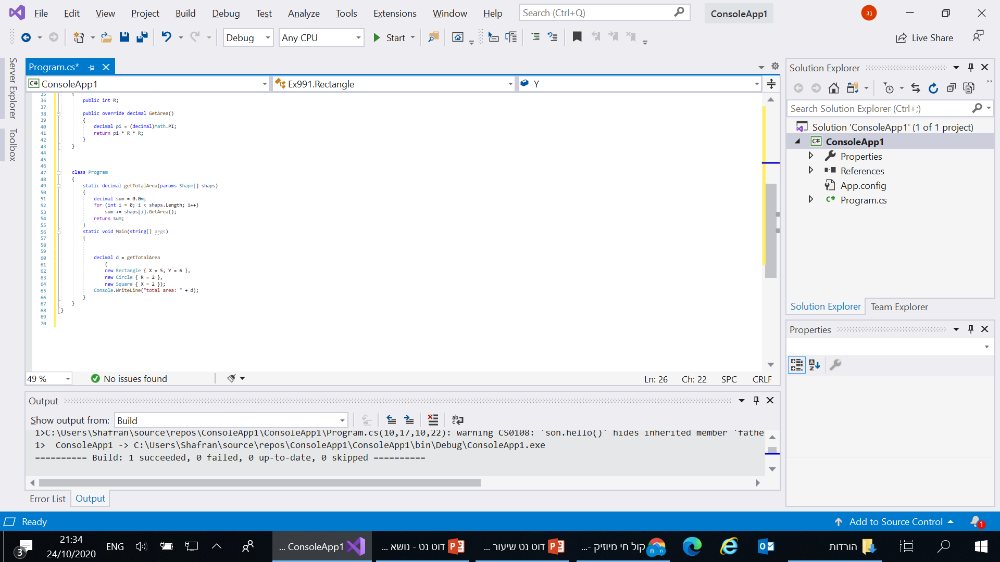 File Edit View Project Build Debug Test Analyze Tools Extensions Window Help
Search (Ctrl+Q)
ConsoleApp1
נג
Debug
Any CPU
Start
Live Share
Server Explorer
Toolbox
Program.cs*
C# ConsoleApp1
Ex991.Rectangle
Y
35 {
36 public int R;
37
38 public override decimal GetArea()
39 {
40 decimal pi = (decimal)Math.PI;
41 return pi * R * R;
42 }
43 }
44
45
46
47 class Program
48 {
49 static decimal getTotalArea(params Shape[] shaps)
50 {
51 decimal sum = 0.0m;
52 for (int i = 0; i < shaps.Length; i++)
53 sum += shaps[i].GetArea();
54 return sum;
55 }
56 static void Main(string[] args)
57 {
58
59
60 decimal d = getTotalArea
61 (
62 new Rectangle { X = 5, Y = 6 },
63 new Circle { R = 2 },
64 new Square { X = 2 });
65 Console.WriteLine("total area: " + d);
66 }
67 }
68 }
69
70
49 %
No issues found
Ln: 26 Ch: 22 SPC CRLF
Output
Show output from: Build
1>C:\Users\Shafran\source\repos\ConsoleApp1\ConsoleApp1\Program.cs(10,17,10,22): warning CS0108: 'son.hello()' hides inherited member 'fathe
1> ConsoleApp1 -> C:\Users\Shafran\source\repos\ConsoleApp1\ConsoleApp1\bin\Debug\ConsoleApp1.exe
========== Build: 1 succeeded, 0 failed, 0 up-to-date, 0 skipped ==========
Error List
Output
Solution Explorer
Search Solution Explorer (Ctrl+;)
Solution 'ConsoleApp1' (1 of 1 project)
C# ConsoleApp1
Properties
References
App.config
C# Program.cs
Solution Explorer
Team Explorer
Properties
Ready
Add to Source Control
1
3
21:34
24/10/2020
ENG
... ConsoleApp1
דוט נט - נושא ...
דוט נט שיעור ...
קול חי מיוזיק -...
הורדות